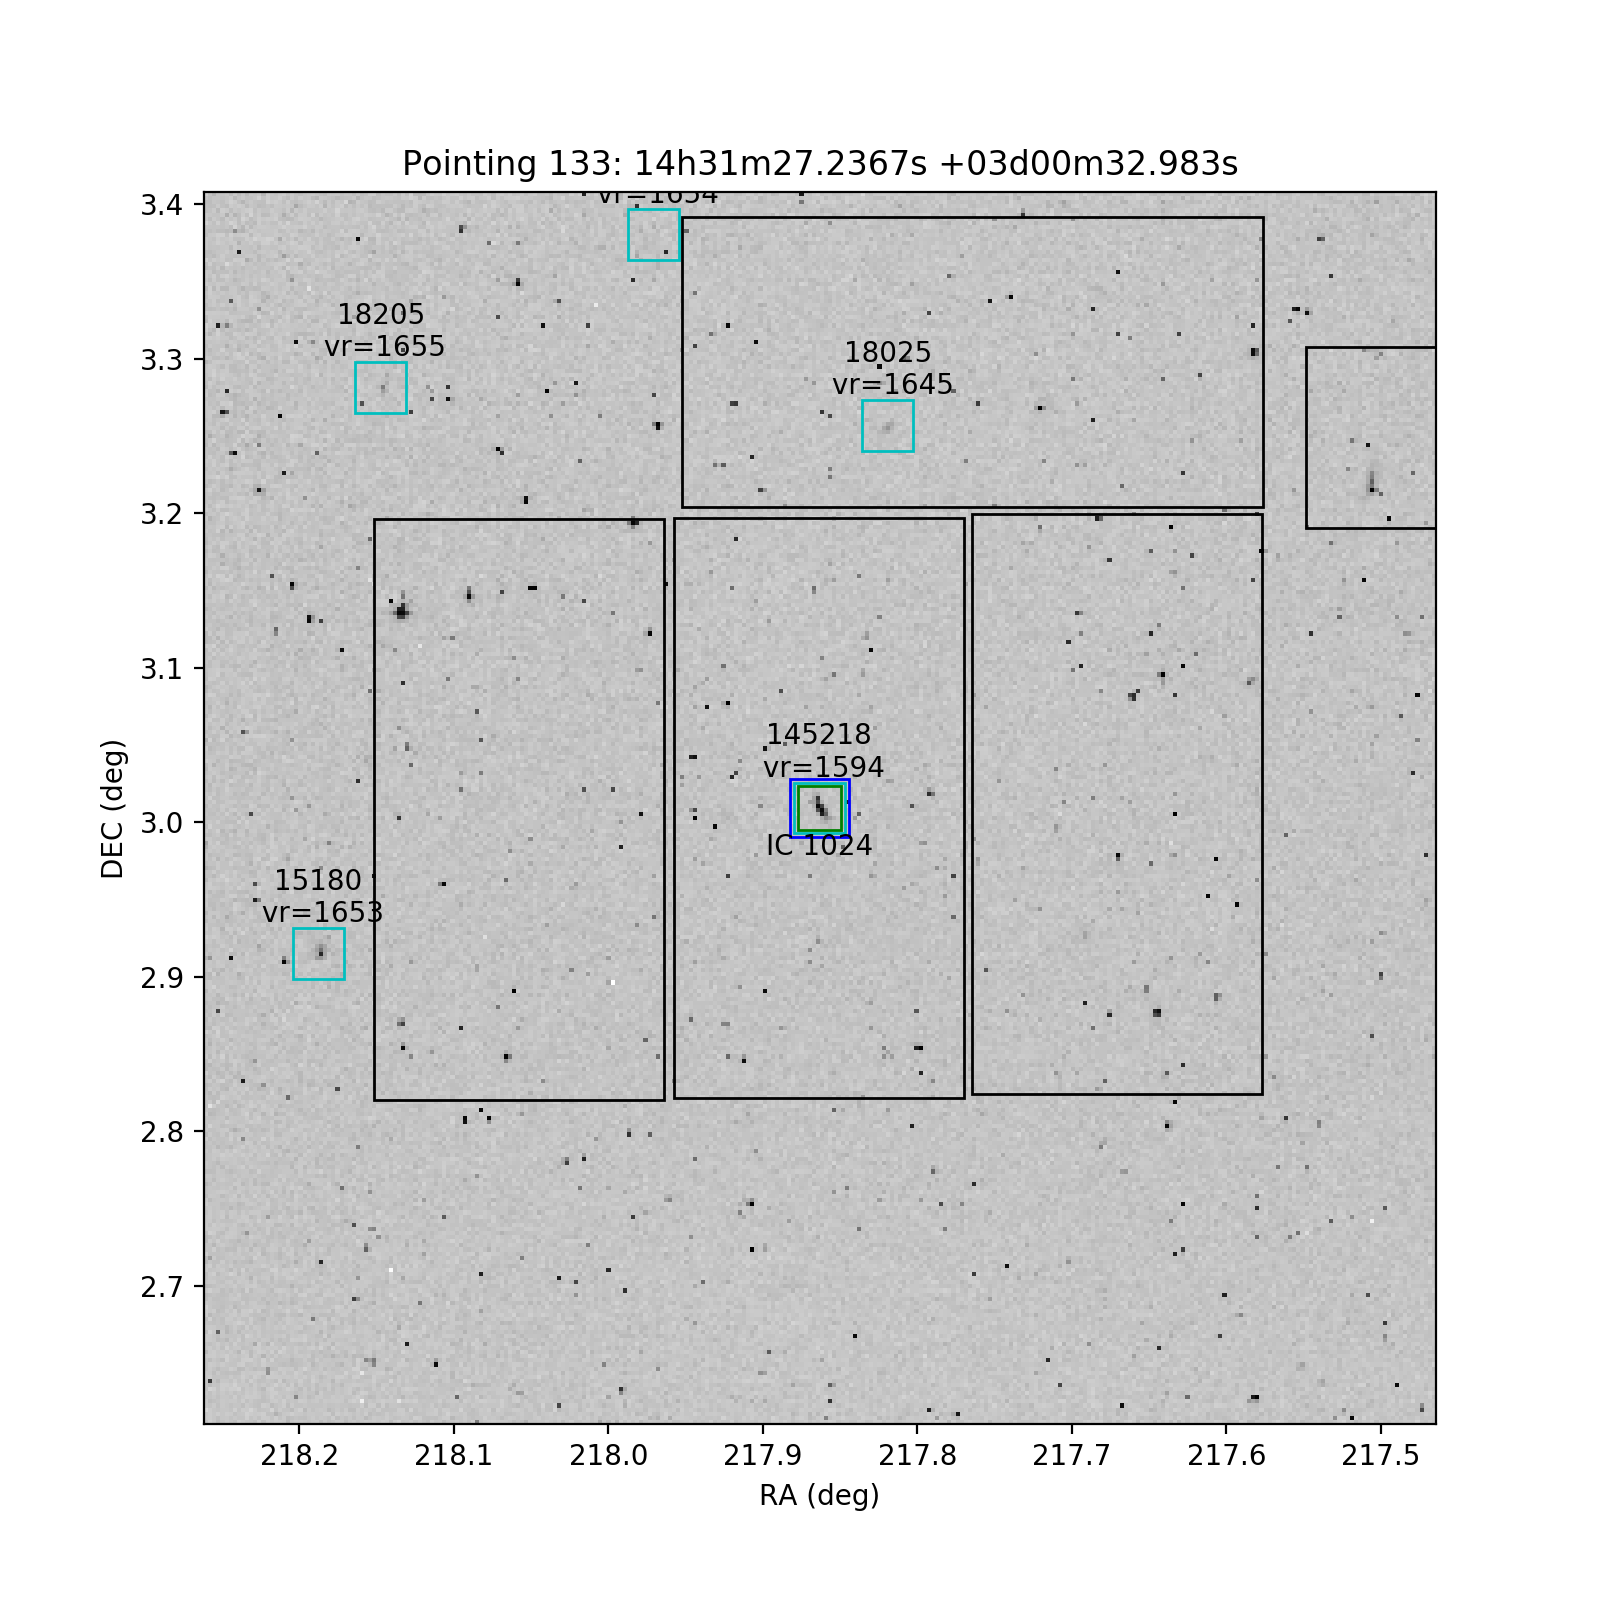 Pointing 133: 14h31m27.2367s +03d00m32.983s
vr=1654
18205
vr=1655
18025
vr=1645
145218
vr=1594
IC 1024
15180
vr=1653
3.4
3.3
3.2
3.1
3.0
2.9
2.8
2.7
DEC (deg)
218.2 218.1 218.0 217.9 217.8 217.7 217.6 217.5
RA (deg)